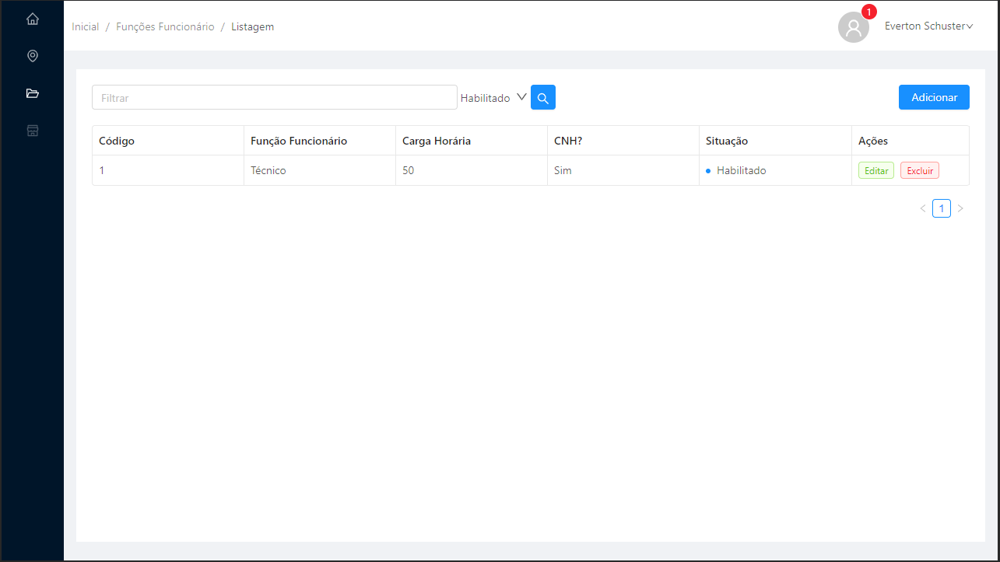 Inicial / Funções Funcionário / Listagem
1
Everton Schuster
Filtrar
Habilitado
Adicionar
Código Função Funcionário Carga Horária CNH? Situação Ações
1 Técnico 50 Sim Habilitado Editar Excluir
< 1 >